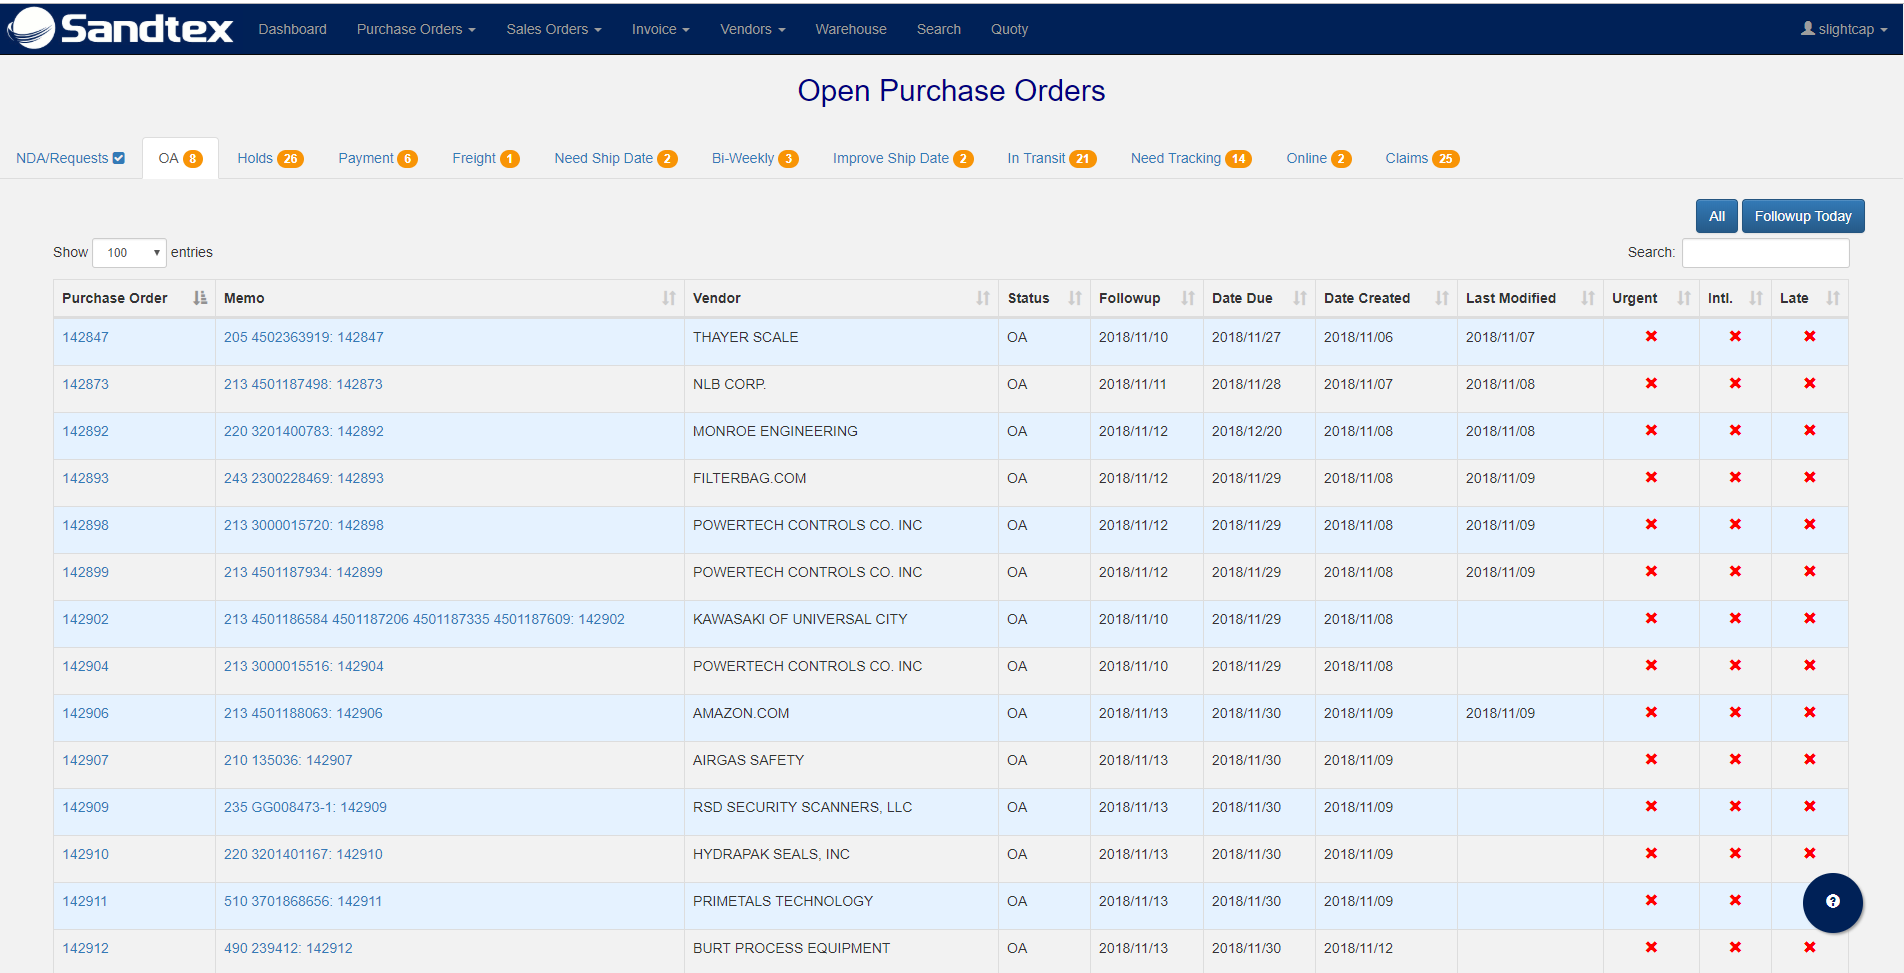 Sandtex Dashboard Purchase Orders Sales Orders Invoice Vendors Warehouse Search Quoty slightcap
Open Purchase Orders
NDA/Requests OA 8 Holds 26 Payment 6 Freight 1 Need Ship Date 2 Bi-Weekly 3 Improve Ship Date 2 In Transit 21 Need Tracking 14 Online 2 Claims 25
All Followup Today
Show 100 entries Search:
Purchase Order Memo Vendor Status Followup Date Due Date Created Last Modified Urgent Intl. Late
142847 205 4502363919: 142847 THAYER SCALE OA 2018/11/10 2018/11/27 2018/11/06 2018/11/07
142873 213 4501187498: 142873 NLB CORP. OA 2018/11/11 2018/11/28 2018/11/07 2018/11/08
142892 220 3201400783: 142892 MONROE ENGINEERING OA 2018/11/12 2018/12/20 2018/11/08 2018/11/08
142893 243 2300228469: 142893 FILTERBAG.COM OA 2018/11/12 2018/11/29 2018/11/08 2018/11/09
142898 213 3000015720: 142898 POWERTECH CONTROLS CO. INC OA 2018/11/12 2018/11/29 2018/11/08 2018/11/09
142899 213 4501187934: 142899 POWERTECH CONTROLS CO. INC OA 2018/11/12 2018/11/29 2018/11/08 2018/11/09
142902 213 4501186584 4501187206 4501187335 4501187609: 142902 KAWASAKI OF UNIVERSAL CITY OA 2018/11/10 2018/11/29 2018/11/08
142904 213 3000015516: 142904 POWERTECH CONTROLS CO. INC OA 2018/11/10 2018/11/29 2018/11/08
142906 213 4501188063: 142906 AMAZON.COM OA 2018/11/13 2018/11/30 2018/11/09 2018/11/09
142907 210 135036: 142907 AIRGAS SAFETY OA 2018/11/13 2018/11/30 2018/11/09
142909 235 GG008473-1: 142909 RSD SECURITY SCANNERS, LLC OA 2018/11/13 2018/11/30 2018/11/09
142910 220 3201401167: 142910 HYDRAPAK SEALS, INC OA 2018/11/13 2018/11/30 2018/11/09
142911 510 3701868656: 142911 PRIMETALS TECHNOLOGY OA 2018/11/13 2018/11/30 2018/11/09
142912 490 239412: 142912 BURT PROCESS EQUIPMENT OA 2018/11/13 2018/11/30 2018/11/12